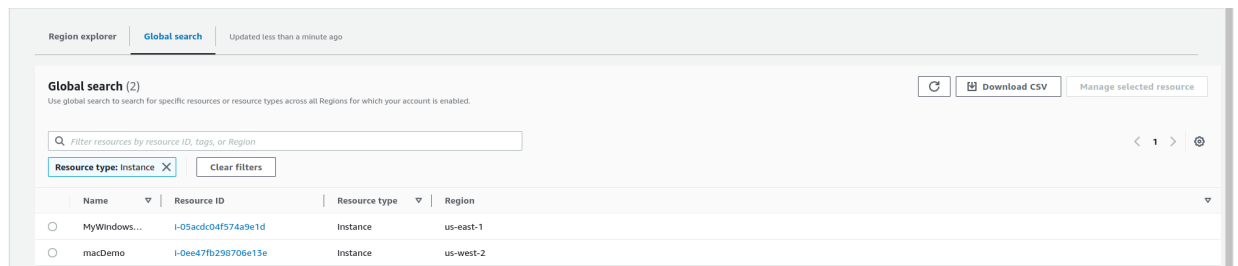 Region explorer Global search Updated less than a minute ago
Global search (2)
Download CSV Manage selected resource
Use global search to search for specific resources or resource types across all Regions for which your account is enabled.
Filter resources by resource ID, tags, or Region
1
Resource type: Instance Clear filters
Name Resource ID Resource type Region
MyWindows... i-05acdc04f574a9e1d Instance us-east-1
macDemo i-0ee47fb298706e13e Instance us-west-2